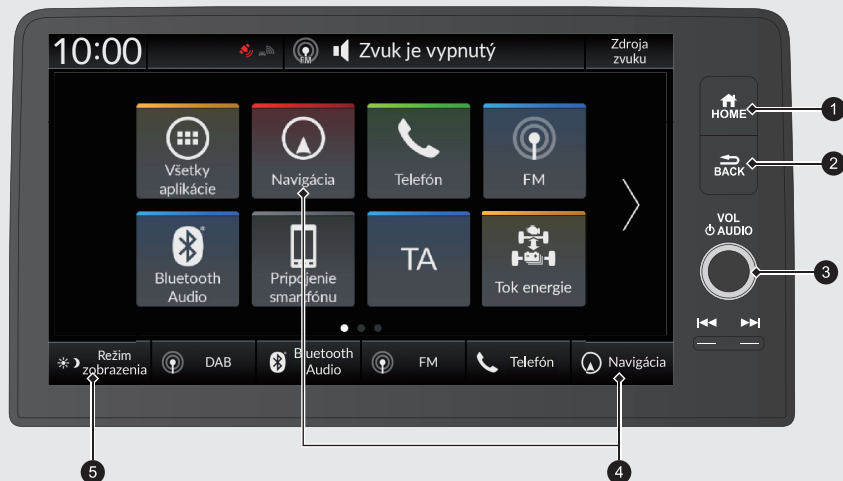 10:00
FM
Zvuk je vypnutý
Zdroja
zvuku
HOME
1
BACK
2
Všetky
aplikácie
Navigácia
Telefón
FM
VOL
AUDIO
3
Bluetooth
Audio
Pripojenie
smartfónu
TA
Tok energie
Režim
zobrazenia
DAB
Bluetooth
Audio
FM
Telefón
Navigácia
5
4